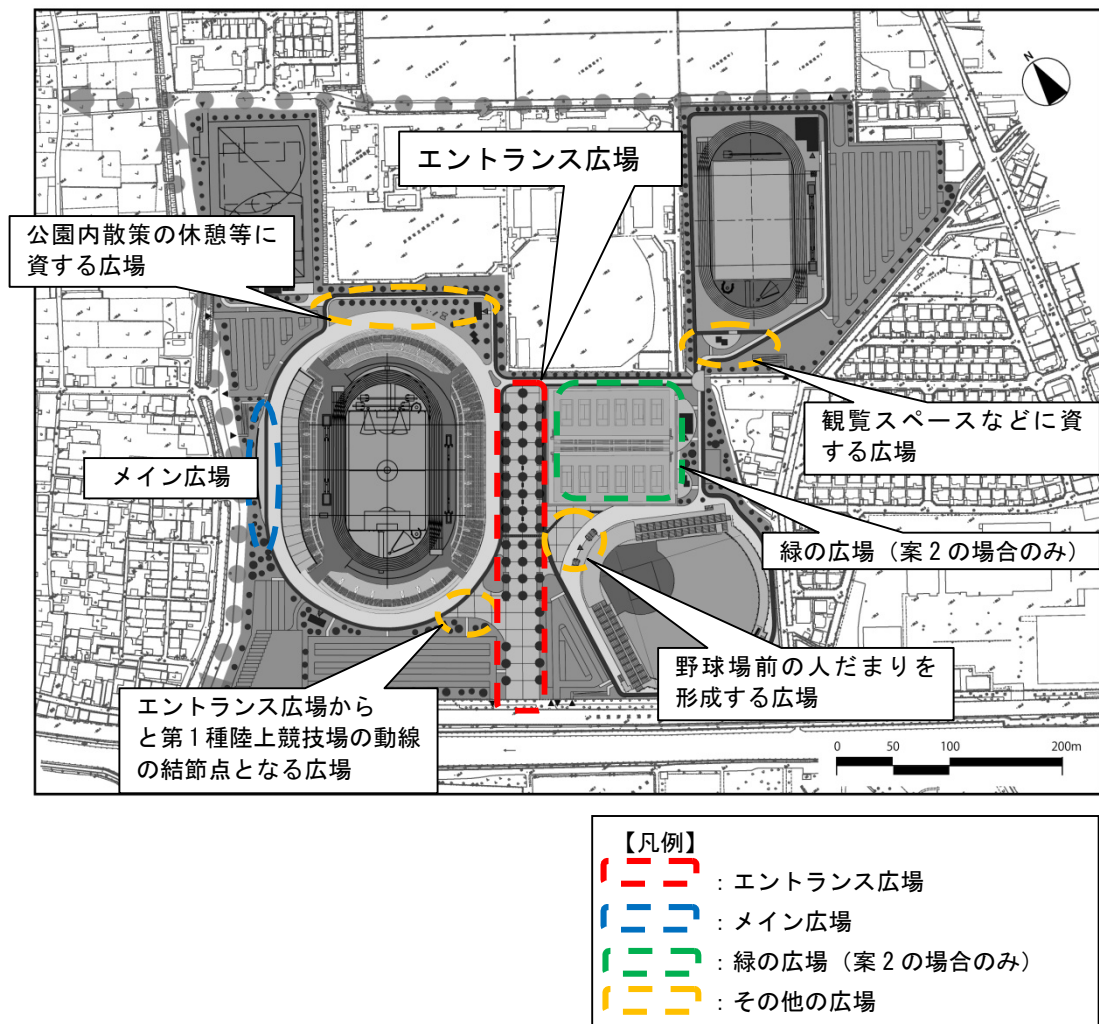 N
エントランス広場
公園内散策の休憩等に
資する広場
観覧スペースなどに資
する広場
メイン広場
緑の広場（案２の場合のみ）
野球場前の人だまりを
形成する広場
エントランス広場から
と第1種陸上競技場の動線
の結節点となる広場
0 50 100 200m
【凡例】
：エントランス広場
：メイン広場
：緑の広場（案２の場合のみ）
：その他の広場